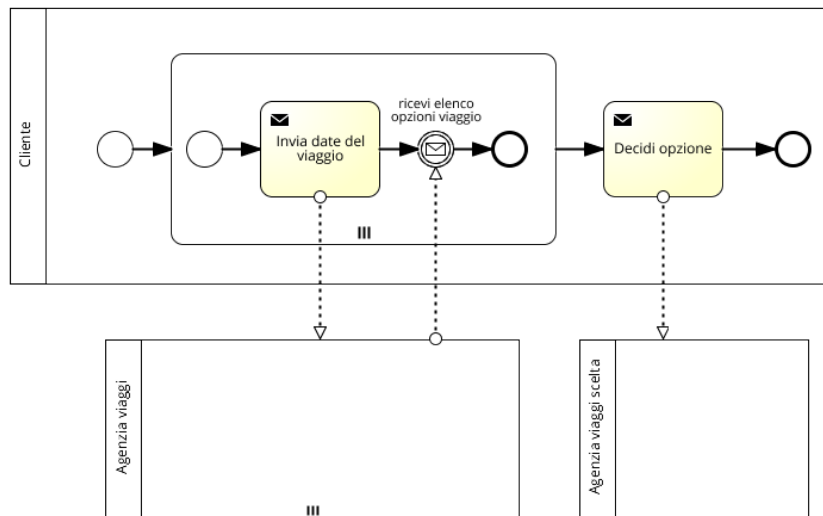 Cliente
Invia date del
viaggio
ricevi elenco
opzioni viaggio
Decidi opzione
Agenzia viaggi
Agenzia viaggi scelta